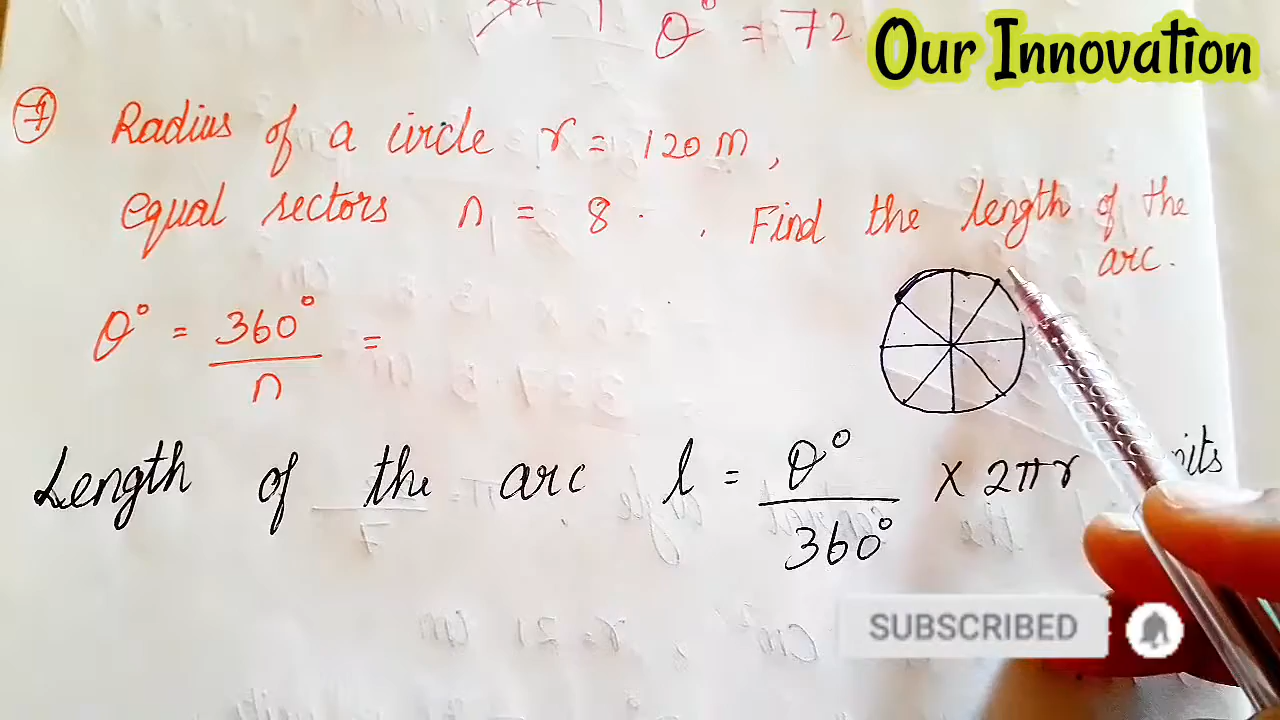 θ° = 72
Our Innovation
7 Radius of a circle r = 120 m,
equal sectors n = 8. Find the length of the
arc.
θ° = 360° / n =
Length of the arc l = θ° / 360° × 2πr
SUBSCRIBED